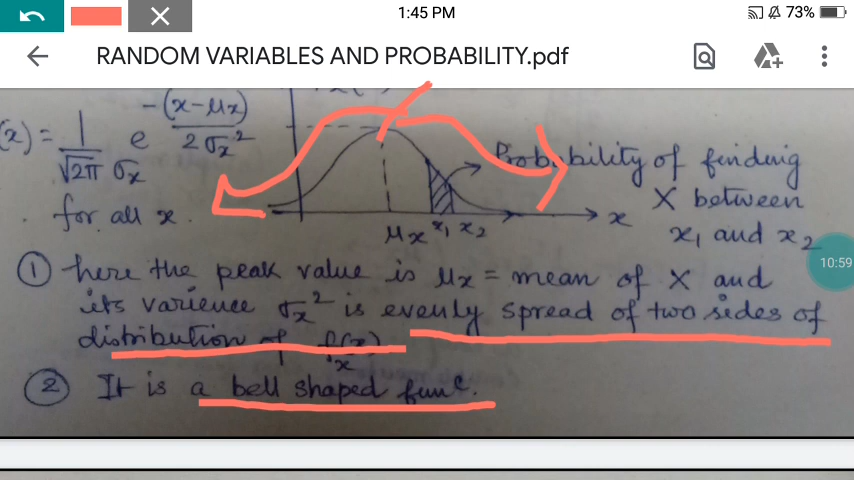 1:45 PM
73%
RANDOM VARIABLES AND PROBABILITY.pdf
(x) = 1/√2π σx e -(x-μx)/2σx²
for all x.
Probability of finding
X between
x1 and x2
μx x1 x2
x
10:59
① here the peak value is μx = mean of X and
its varience σx² is evenly spread of two sides of
distribution of fx(x)
② It is a bell shaped func.